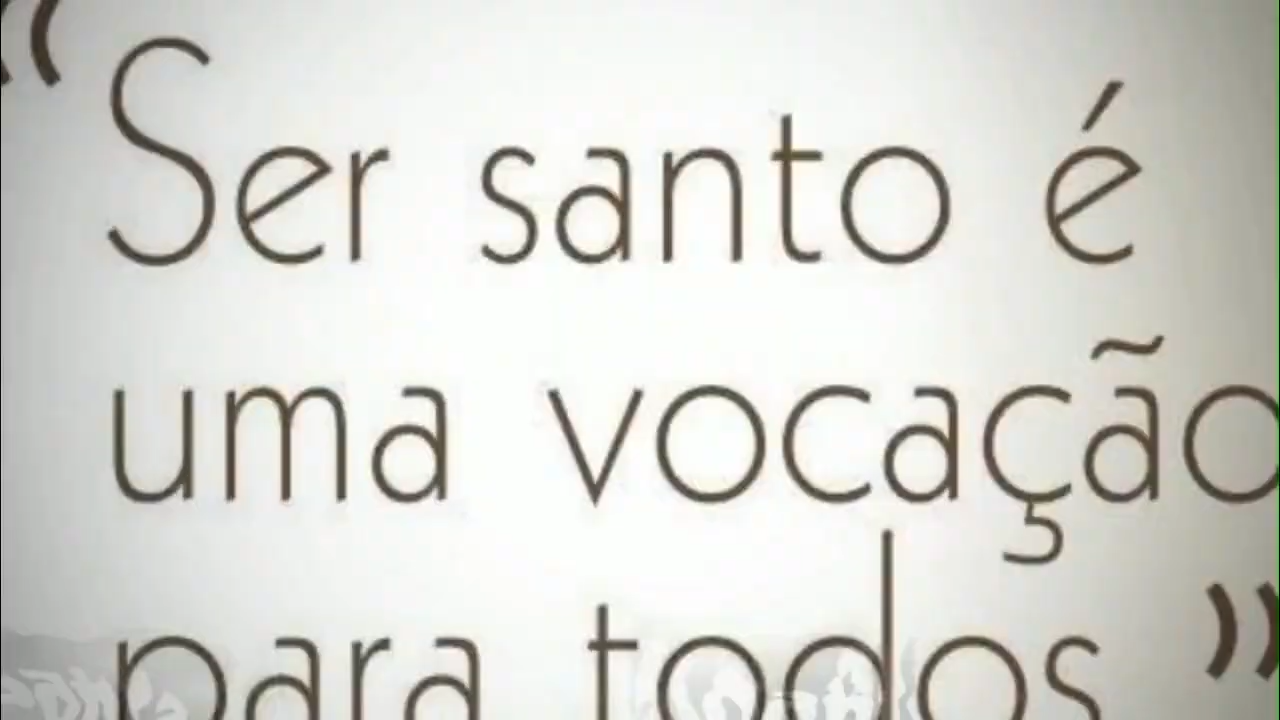 “Ser santo é
uma vocação
para todos”